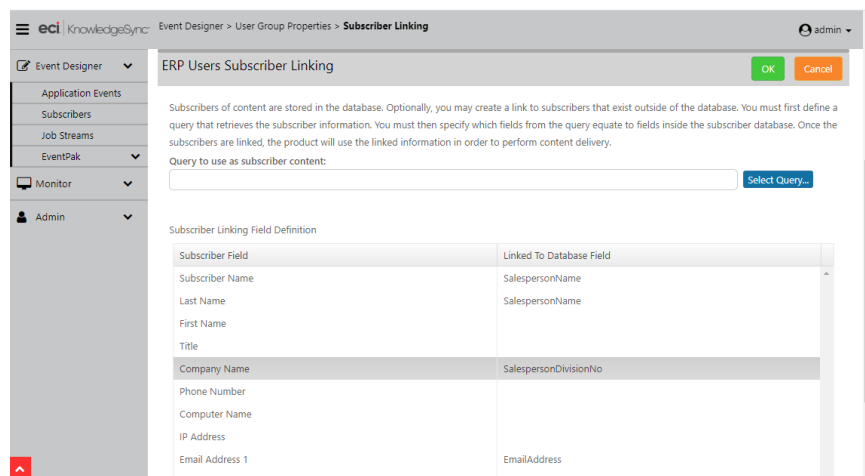 eci KnowledgeSync
Event Designer > User Group Properties > Subscriber Linking
admin
Event Designer
Application Events
Subscribers
Job Streams
EventPak
Monitor
Admin
ERP Users Subscriber Linking
OK
Cancel
Subscribers of content are stored in the database. Optionally, you may create a link to subscribers that exist outside of the database. You must first define a
query that retrieves the subscriber information. You must then specify which fields from the query equate to fields inside the subscriber database. Once the
subscribers are linked, the product will use the linked information in order to perform content delivery.
Query to use as subscriber content:
Select Query...
Subscriber Linking Field Definition
Subscriber Field Linked To Database Field
Subscriber Name SalespersonName
Last Name SalespersonName
First Name
Title
Company Name SalespersonDivisionNo
Phone Number
Computer Name
IP Address
Email Address 1 EmailAddress